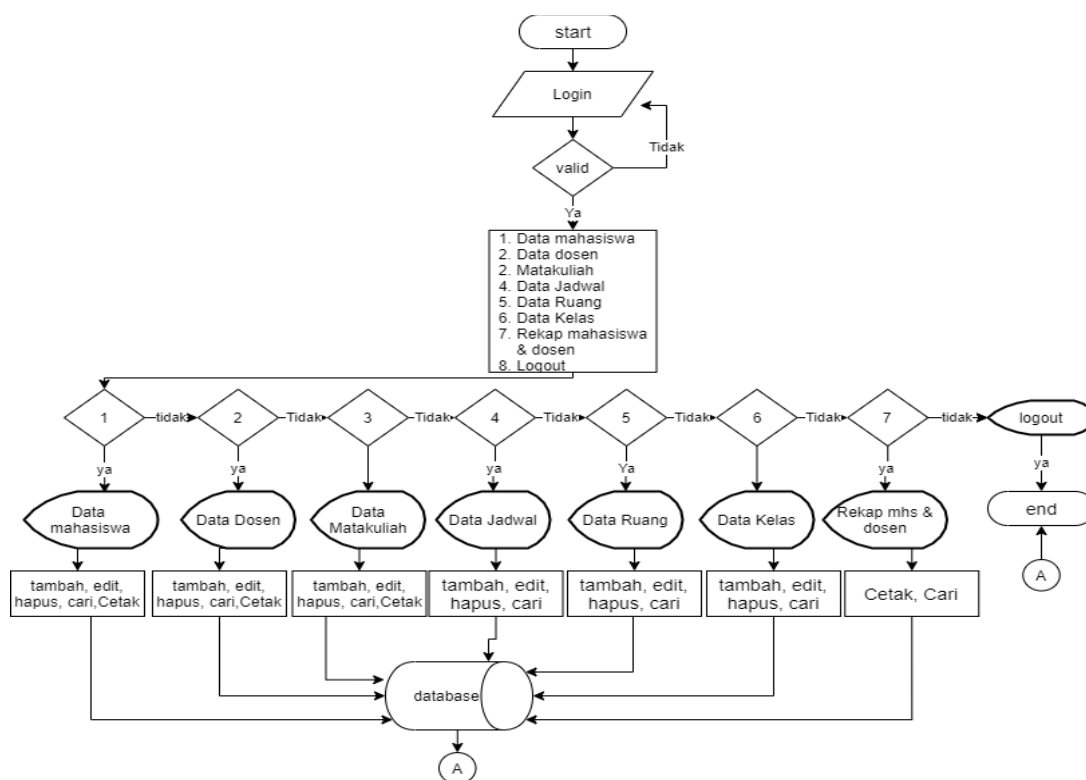 start
Login
Tidak
valid
Ya
1. Data mahasiswa
2. Data dosen
2. Matakuliah
4. Data Jadwal
5. Data Ruang
6. Data Kelas
7. Rekap mahasiswa
& dosen
8. Logout
1
tidak
2
Tidak
3
Tidak
4
Tidak
5
Tidak
6
Tidak
7
tidak
logout
ya
ya
ya
Ya
ya
ya
Data
mahasiswa
Data Dosen
Data
Matakuliah
Data Jadwal
Data Ruang
Data Kelas
Rekap mhs &
dosen
end
tambah, edit,
hapus, cari,Cetak
tambah, edit,
hapus, cari,Cetak
tambah, edit,
hapus, cari,Cetak
tambah, edit,
hapus, cari
tambah, edit,
hapus, cari
tambah, edit,
hapus, cari
Cetak, Cari
A
database
A